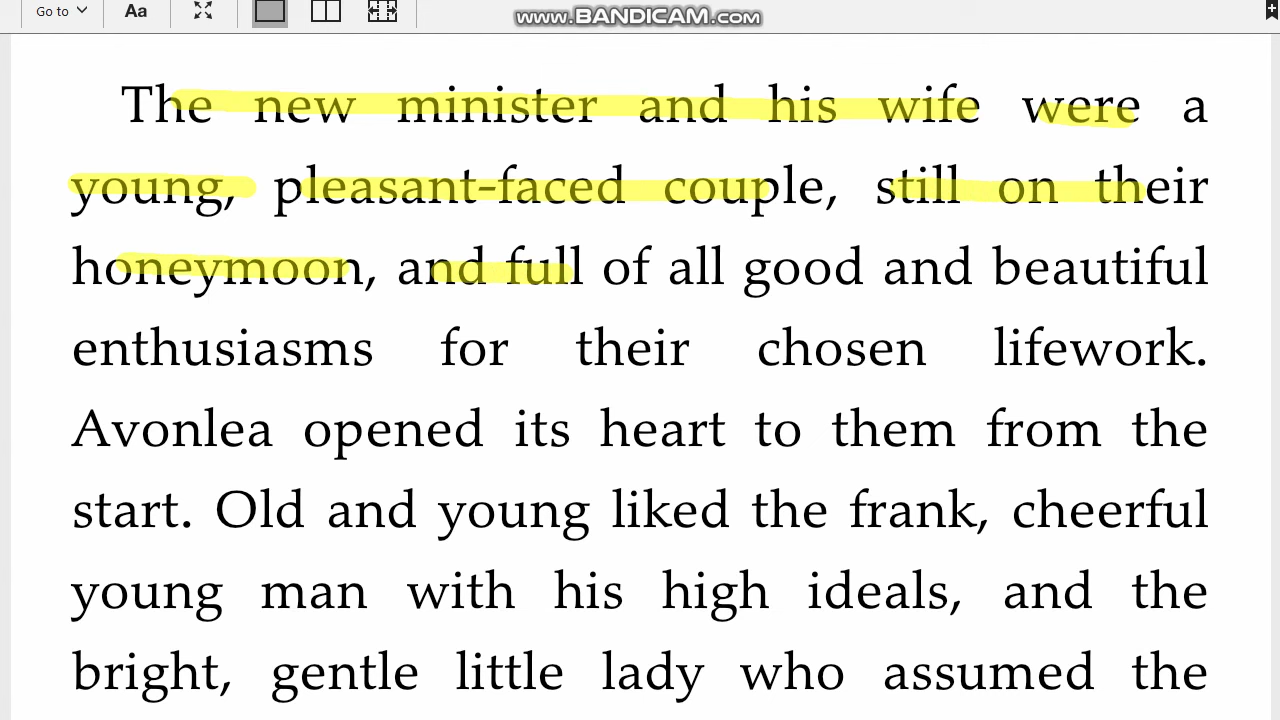 Go to Aa www.BANDICAM.com
The new minister and his wife were a
young, pleasant-faced couple, still on their
honeymoon, and full of all good and beautiful
enthusiasms for their chosen lifework.
Avonlea opened its heart to them from the
start. Old and young liked the frank, cheerful
young man with his high ideals, and the
bright, gentle little lady who assumed the